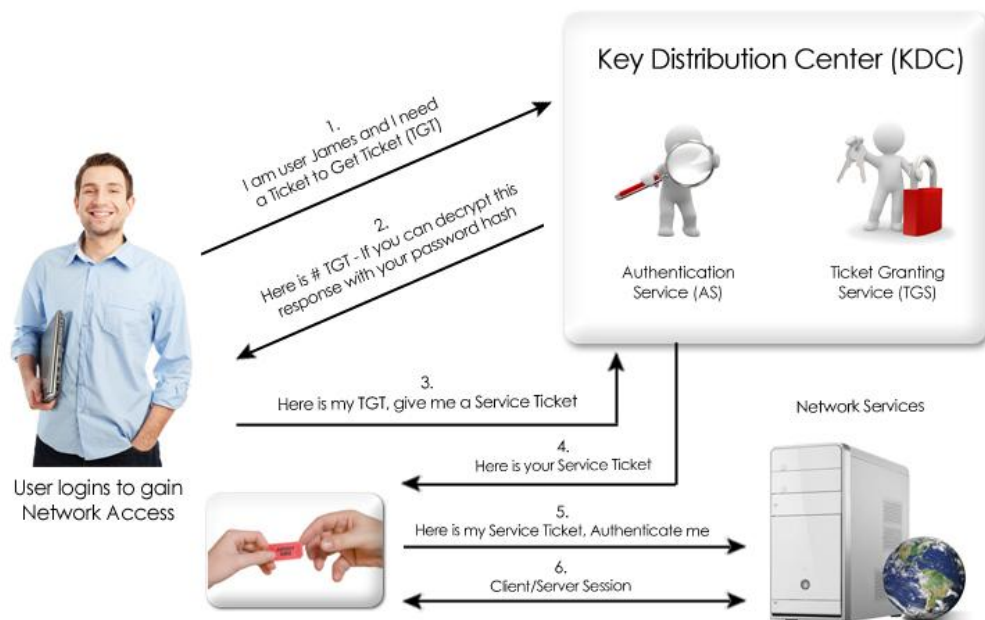 Key Distribution Center (KDC)
1.
I am user James and I need
a Ticket to Get Ticket (TGT)
2.
Here is # TGT - If you can decrypt this
response with your password hash
Authentication
Service (AS)
Ticket Granting
Service (TGS)
3.
Here is my TGT, give me a Service Ticket
Network Services
4.
Here is your Service Ticket
User logins to gain
Network Access
5.
Here is my Service Ticket, Authenticate me
6.
Client/Server Session